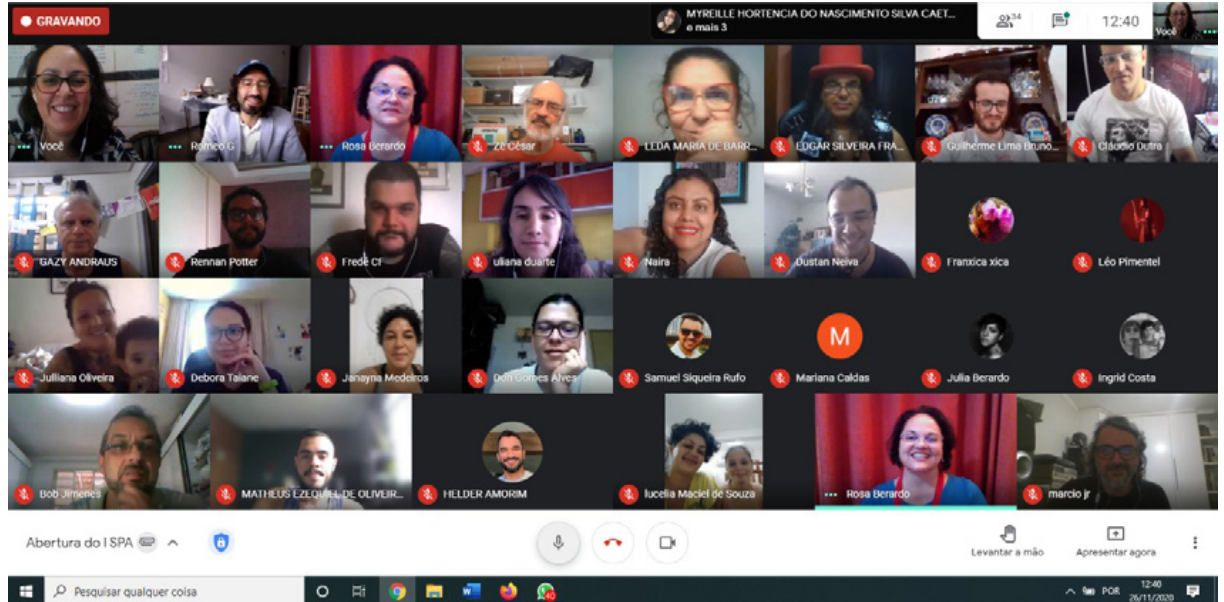 GRAVANDO
MYREILLE HORTENCIA DO NASCIMENTO SILVA CAET...
e mais 3
34
12:40
Você
Você
Romeo G
Rosa Berardo
Zé César
LEDA MARIA DE BARR...
EDGAR SILVEIRA FRA...
Guilherme Lima Bruno...
Cláudio Dutra
GAZY ANDRAUS
Rennan Potter
Frede CF
uliana duarte
Naira
Dustan Neiva
Franxica xica
Léo Pimentel
Julliana Oliveira
Debora Taiane
Janayna Medeiros
Don Gomes Alves
Samuel Siqueira Rufo
M
Mariana Caldas
Julia Berardo
Ingrid Costa
Bob Jimenes
MATHEUS EZEQUIEL DE OLIVEIR...
HELDER AMORIM
lucelia Maciel de Souza
Rosa Berardo
marcio jr
Abertura do I SPA
Levantar a mão
Apresentar agora
Pesquisar qualquer coisa
40
POR
12:40
26/11/2020